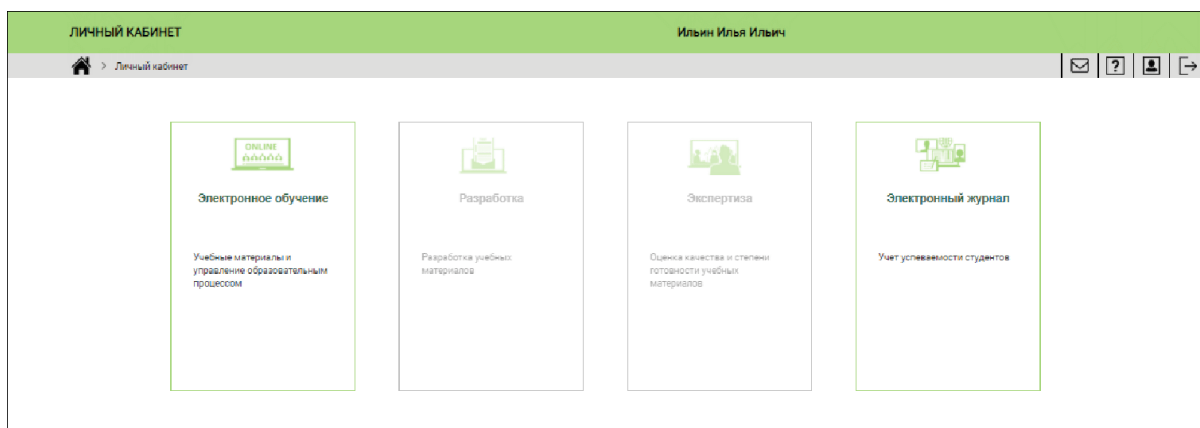 ЛИЧНЫЙ КАБИНЕТ
Ильин Илья Ильич
> Личный кабинет
?
ONLINE
Электронное обучение
Учебные материалы и
управление образовательным
процессом
Разработка
Разработка учебных
материалов
Экспертиза
Оценка качества и степени
готовности учебных
материалов
Электронный журнал
Учет успеваемости студентов